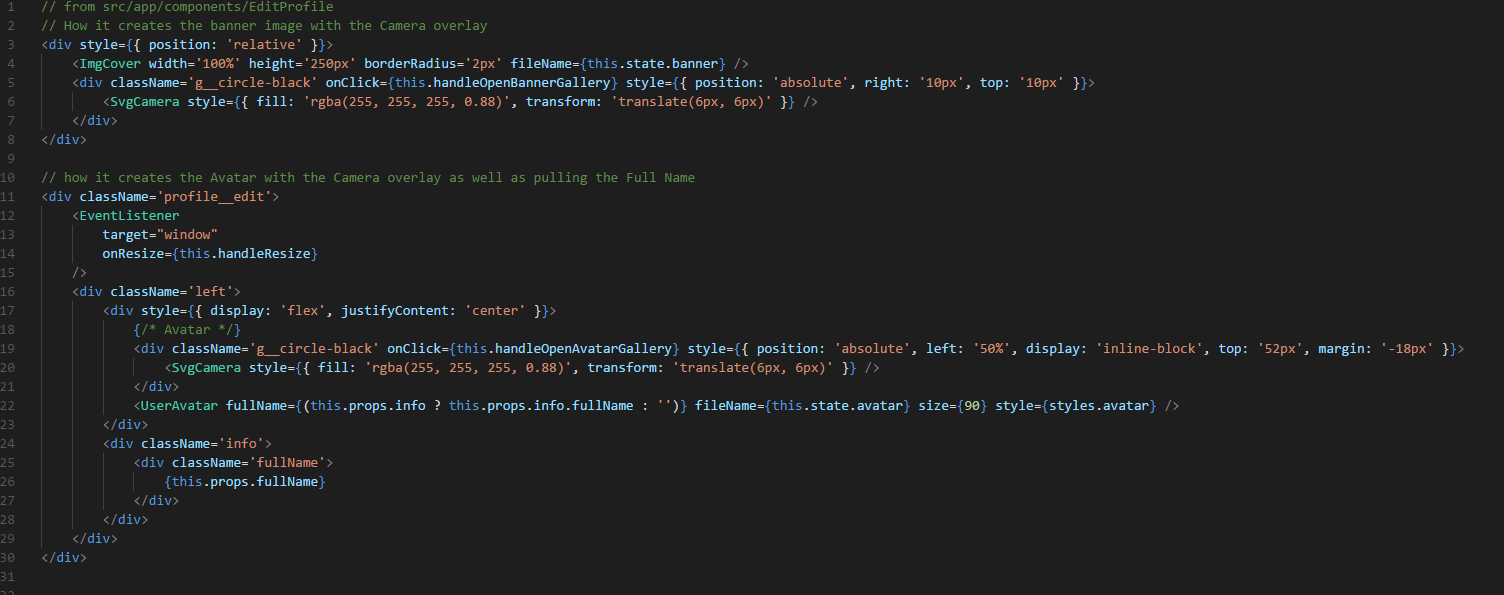 1 // from src/app/components/EditProfile
2 // How it creates the banner image with the Camera overlay
3 <div style={{ position: 'relative' }}>
4 <ImgCover width='100%' height='250px' borderRadius='2px' fileName={this.state.banner} />
5 <div className='g__circle-black' onClick={this.handleOpenBannerGallery} style={{ position: 'absolute', right: '10px', top: '10px' }}>
6 <SvgCamera style={{ fill: 'rgba(255, 255, 255, 0.88)', transform: 'translate(6px, 6px)' }} />
7 </div>
8 </div>
9
10 // how it creates the Avatar with the Camera overlay as well as pulling the Full Name
11 <div className='profile__edit'>
12 <EventListener
13 target="window"
14 onResize={this.handleResize}
15 />
16 <div className='left'>
17 <div style={{ display: 'flex', justifyContent: 'center' }}>
18 {/* Avatar */}
19 <div className='g__circle-black' onClick={this.handleOpenAvatarGallery} style={{ position: 'absolute', left: '50%', display: 'inline-block', top: '52px', margin: '-18px' }}>
20 <SvgCamera style={{ fill: 'rgba(255, 255, 255, 0.88)', transform: 'translate(6px, 6px)' }} />
21 </div>
22 <UserAvatar fullName={(this.props.info ? this.props.info.fullName : '')} fileName={this.state.avatar} size={90} style={styles.avatar} />
23 </div>
24 <div className='info'>
25 <div className='fullName'>
26 {this.props.fullName}
27 </div>
28 </div>
29 </div>
30 </div>
31